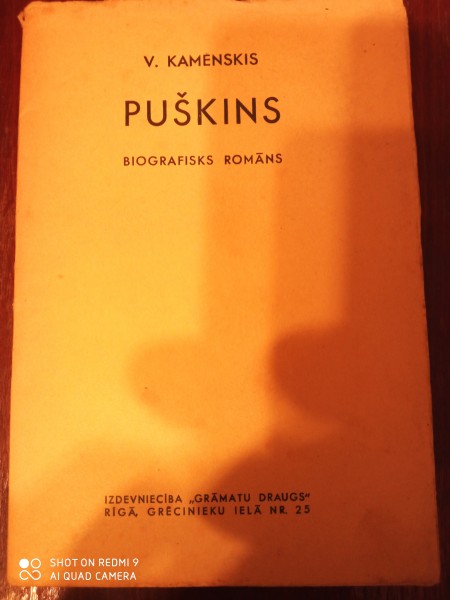 V. KAMENSKIS
PUŠKINS
BIOGRAFISKS ROMĀNS
IZDEVNIECĪBA „GRĀMATU DRAUGS“
RĪGĀ, GRĒCINIEKU IELĀ NR. 25
SHOT ON REDMI 9
AI QUAD CAMERA